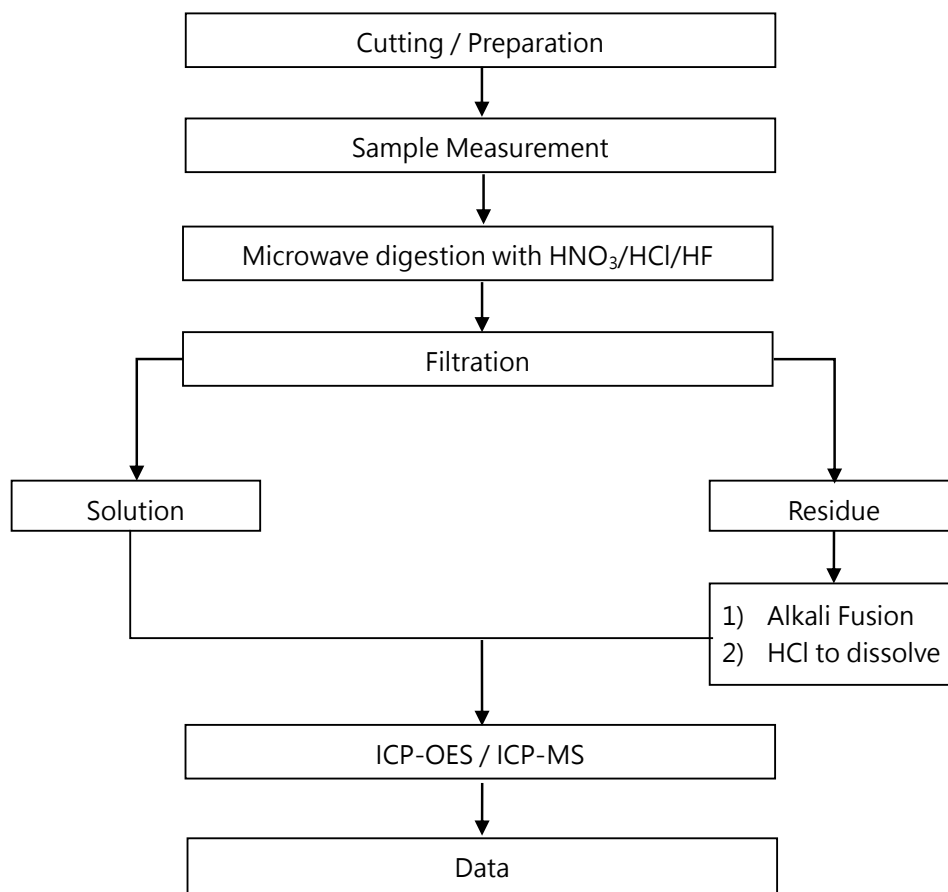 Cutting / Preparation
Sample Measurement
Microwave digestion with HNO₃/HCl/HF
Filtration
Solution
Residue
1) Alkali Fusion
2) HCl to dissolve
ICP-OES / ICP-MS
Data